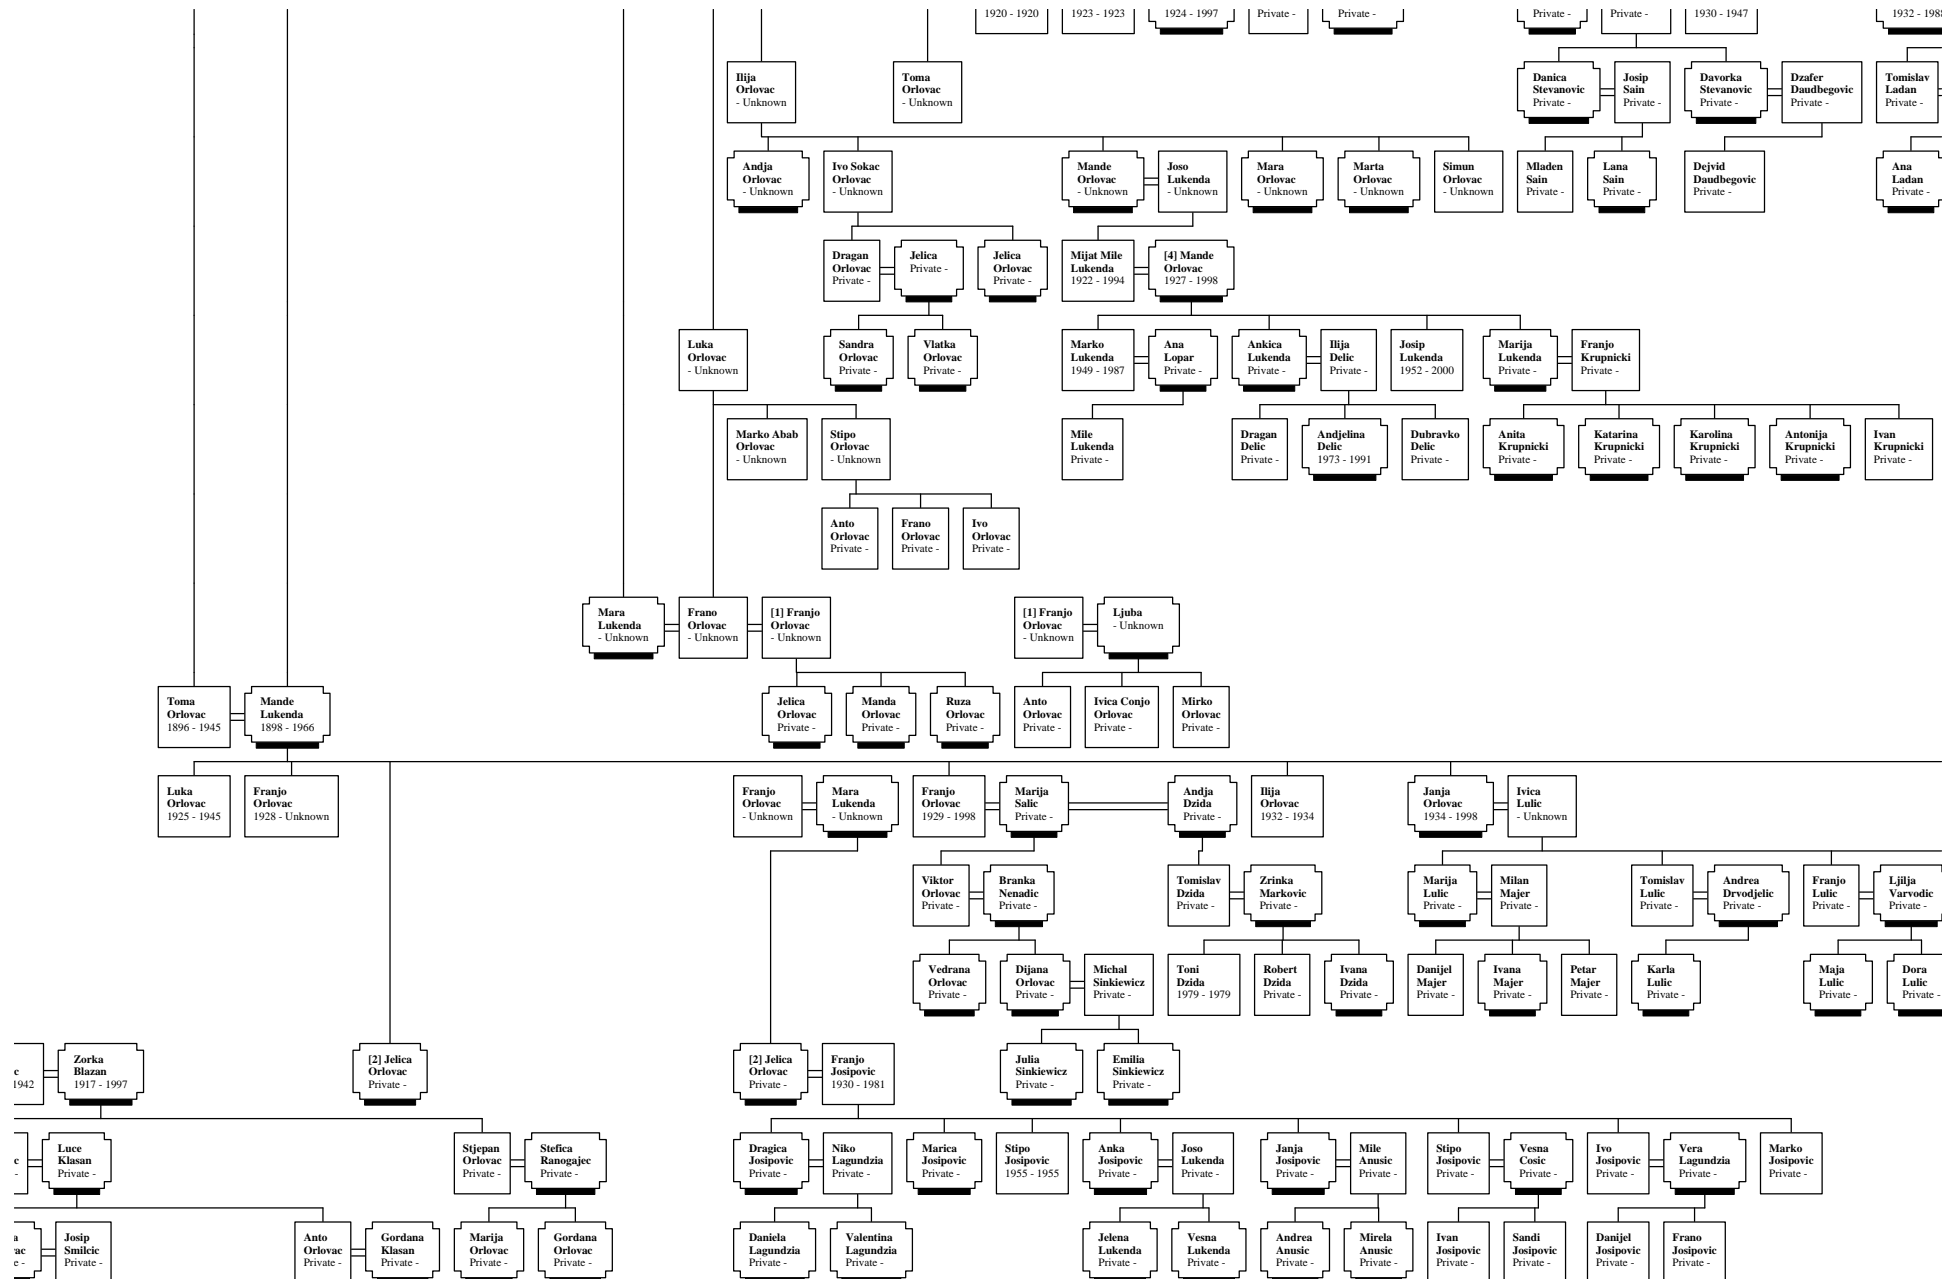 1920 - 1920
1923 - 1923
1924 - 1997
Private -
Private -
Private -
Private -
1930 - 1947
Ilija
Orlovac
- Unknown
Toma
Orlovac
- Unknown
Danica
Stevanovic
Private -
Josip
Sain
Private -
Davorka
Stevanovic
Private -
Dzafer
Daudbegovic
Private -
Tomislav
Ladan
Private -
Andja
Orlovac
- Unknown
Ivo Sokac
Orlovac
- Unknown
Mande
Orlovac
- Unknown
Joso
Lukenda
- Unknown
Mara
Orlovac
- Unknown
Marta
Orlovac
- Unknown
Simun
Orlovac
- Unknown
Mladen
Sain
Private -
Lana
Sain
Private -
Dejvid
Daudbegovic
Private -
Ana
Ladan
Private -
Dragan
Orlovac
Private -
Jelica
Private -
Jelica
Orlovac
Private -
Mijat Mile
Lukenda
1922 - 1994
[4] Mande
Orlovac
1927 - 1998
Luka
Orlovac
- Unknown
Sandra
Orlovac
Private -
Vlatka
Orlovac
Private -
Marko
Lukenda
1949 - 1987
Ana
Lopar
Private -
Ankica
Lukenda
Private -
Ilija
Delic
Private -
Josip
Lukenda
1952 - 2000
Marija
Lukenda
Private -
Franjo
Krupnicki
Private -
Marko Abab
Orlovac
- Unknown
Stipo
Orlovac
- Unknown
Mile
Lukenda
Private -
Dragan
Delic
Private -
Andjelina
Delic
1973 - 1991
Dubravko
Delic
Private -
Anita
Krupnicki
Private -
Katarina
Krupnicki
Private -
Karolina
Krupnicki
Private -
Antonija
Krupnicki
Private -
Ivan
Krupnicki
Private -
Anto
Orlovac
Private -
Frano
Orlovac
Private -
Ivo
Orlovac
Private -
Mara
Lukenda
- Unknown
Frano
Orlovac
- Unknown
[1] Franjo
Orlovac
- Unknown
[1] Franjo
Orlovac
- Unknown
Ljuba
- Unknown
Toma
Orlovac
1896 - 1945
Mande
Lukenda
1898 - 1966
Jelica
Orlovac
Private -
Manda
Orlovac
Private -
Ruza
Orlovac
Private -
Anto
Orlovac
Private -
Ivica Conjo
Orlovac
Private -
Mirko
Orlovac
Private -
Luka
Orlovac
1925 - 1945
Franjo
Orlovac
1928 - Unknown
Franjo
Orlovac
- Unknown
Mara
Lukenda
- Unknown
Franjo
Orlovac
1929 - 1998
Marija
Salic
Private -
Andja
Dzida
Private -
Ilija
Orlovac
1932 - 1934
Janja
Orlovac
1934 - 1998
Ivica
Lulic
- Unknown
Viktor
Orlovac
Private -
Branka
Nenadic
Private -
Tomislav
Dzida
Private -
Zrinka
Markovic
Private -
Marija
Lulic
Private -
Milan
Majer
Private -
Tomislav
Lulic
Private -
Andrea
Drvodjelic
Private -
Franjo
Lulic
Private -
Ljilja
Varvodic
Private -
Vedrana
Orlovac
Private -
Dijana
Orlovac
Private -
Michal
Sinkiewicz
Private -
Toni
Dzida
1979 - 1979
Robert
Dzida
Private -
Ivana
Dzida
Private -
Danijel
Majer
Private -
Ivana
Majer
Private -
Petar
Majer
Private -
Karla
Lulic
Private -
Maja
Lulic
Private -
Dora
Lulic
Private -
c
1942
Zorka
Blazan
1917 - 1997
[2] Jelica
Orlovac
Private -
[2] Jelica
Orlovac
Private -
Franjo
Josipovic
1930 - 1981
Julia
Sinkiewicz
Private -
Emilia
Sinkiewicz
Private -
c
-
Luce
Klasan
Private -
Stjepan
Orlovac
Private -
Stefica
Ranogajec
Private -
Dragica
Josipovic
Private -
Niko
Lagundzia
Private -
Marica
Josipovic
Private -
Stipo
Josipovic
1955 - 1955
Anka
Josipovic
Private -
Joso
Lukenda
Private -
Janja
Josipovic
Private -
Mile
Anusic
Private -
Stipo
Josipovic
Private -
Vesna
Cosic
Private -
Ivo
Josipovic
Private -
Vera
Lagundzia
Private -
Marko
Josipovic
Private -
a
ac
e -
Josip
Smilcic
Private -
Anto
Orlovac
Private -
Gordana
Klasan
Private -
Marija
Orlovac
Private -
Gordana
Orlovac
Private -
Daniela
Lagundzia
Private -
Valentina
Lagundzia
Private -
Jelena
Lukenda
Private -
Vesna
Lukenda
Private -
Andrea
Anusic
Private -
Mirela
Anusic
Private -
Ivan
Josipovic
Private -
Sandi
Josipovic
Private -
Danijel
Josipovic
Private -
Frano
Josipovic
Private -